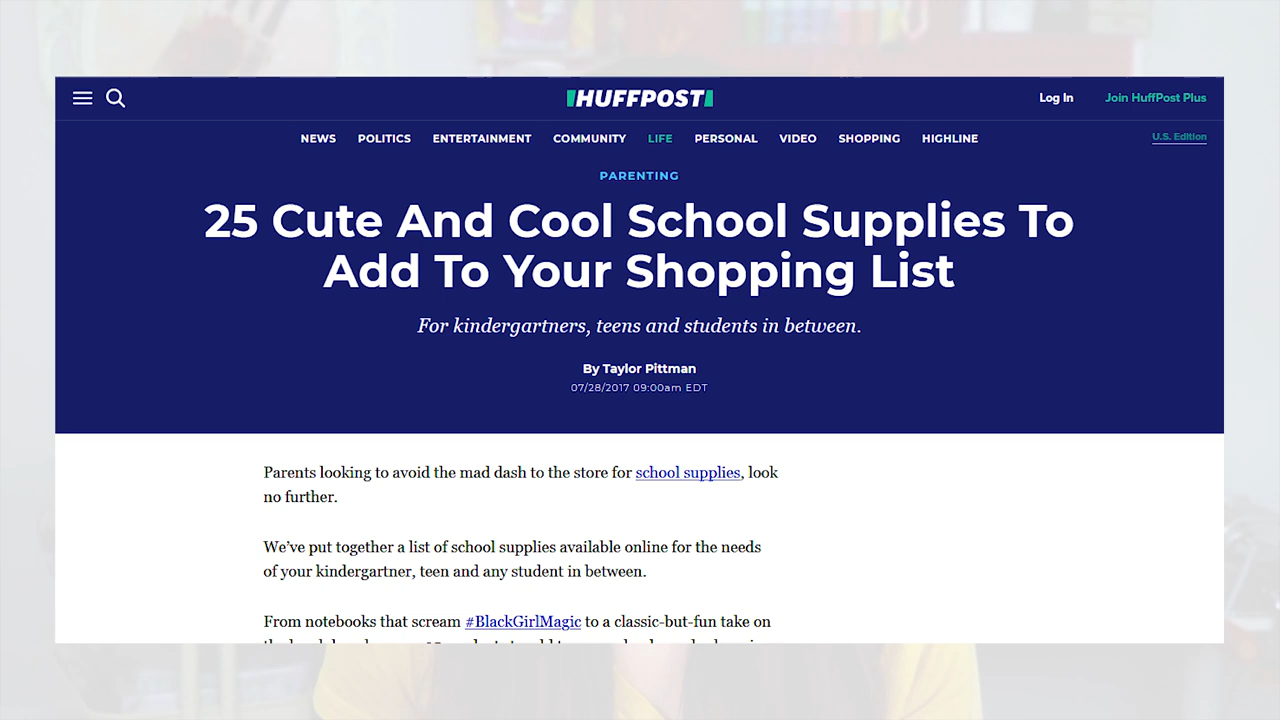 HUFFPOST
Log In
Join HuffPost Plus
NEWS POLITICS ENTERTAINMENT COMMUNITY LIFE PERSONAL VIDEO SHOPPING HIGHLINE
U.S. Edition
PARENTING
25 Cute And Cool School Supplies To
Add To Your Shopping List
For kindergartners, teens and students in between.
By Taylor Pittman
07/28/2017 09:00am EDT
Parents looking to avoid the mad dash to the store for school supplies, look
no further.
We’ve put together a list of school supplies available online for the needs
of your kindergartner, teen and any student in between.
From notebooks that scream #BlackGirlMagic to a classic-but-fun take on